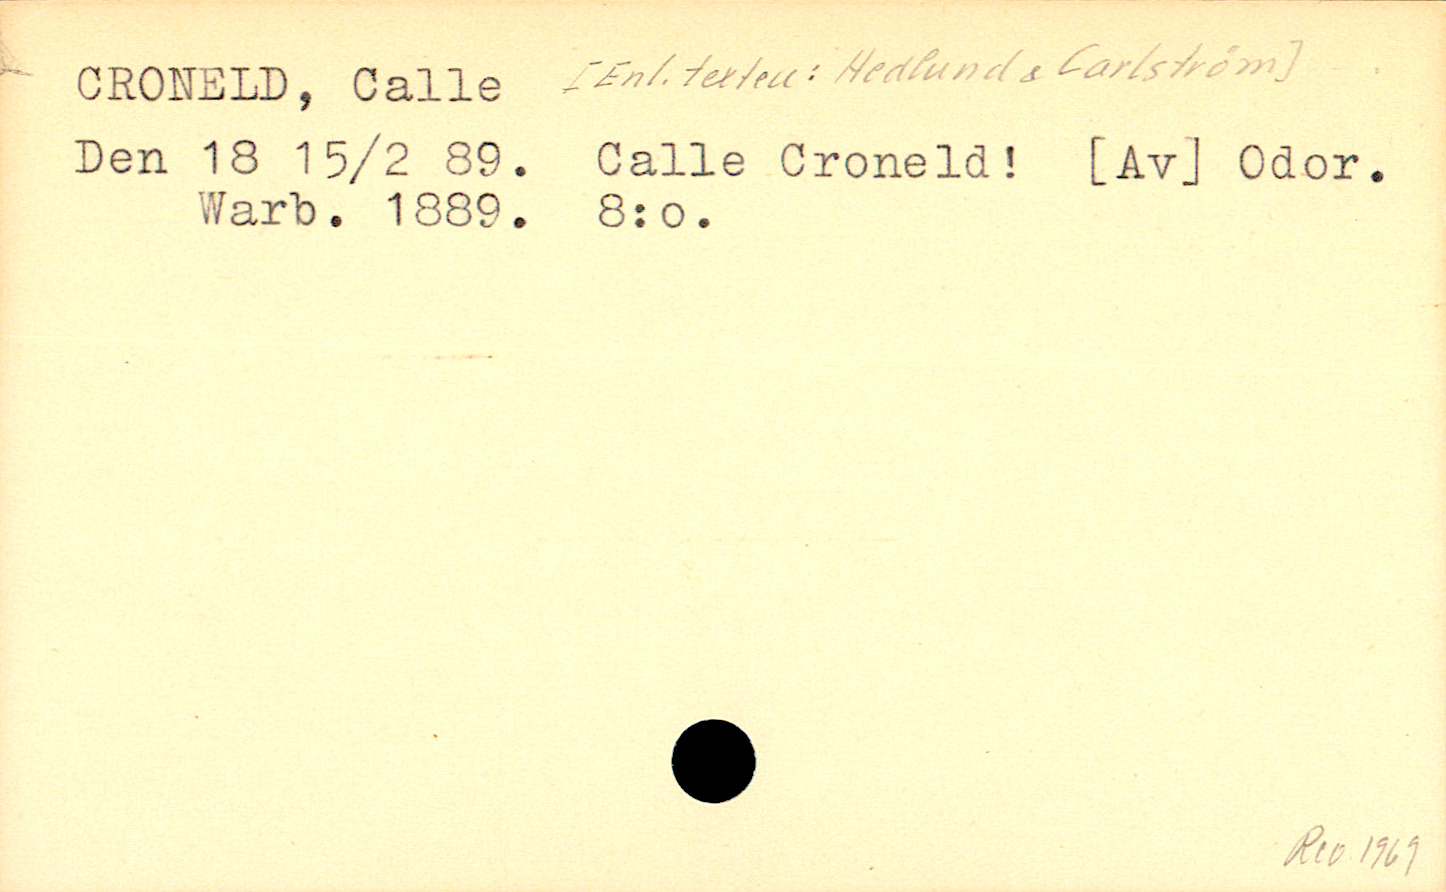 CRONELD, Calle [Enl. texten: Hedlund & Carlström]
Den 18 15/2 89. Calle Croneld! [Av] Odor.
Warb. 1889. 8:o.
Rev. 1969